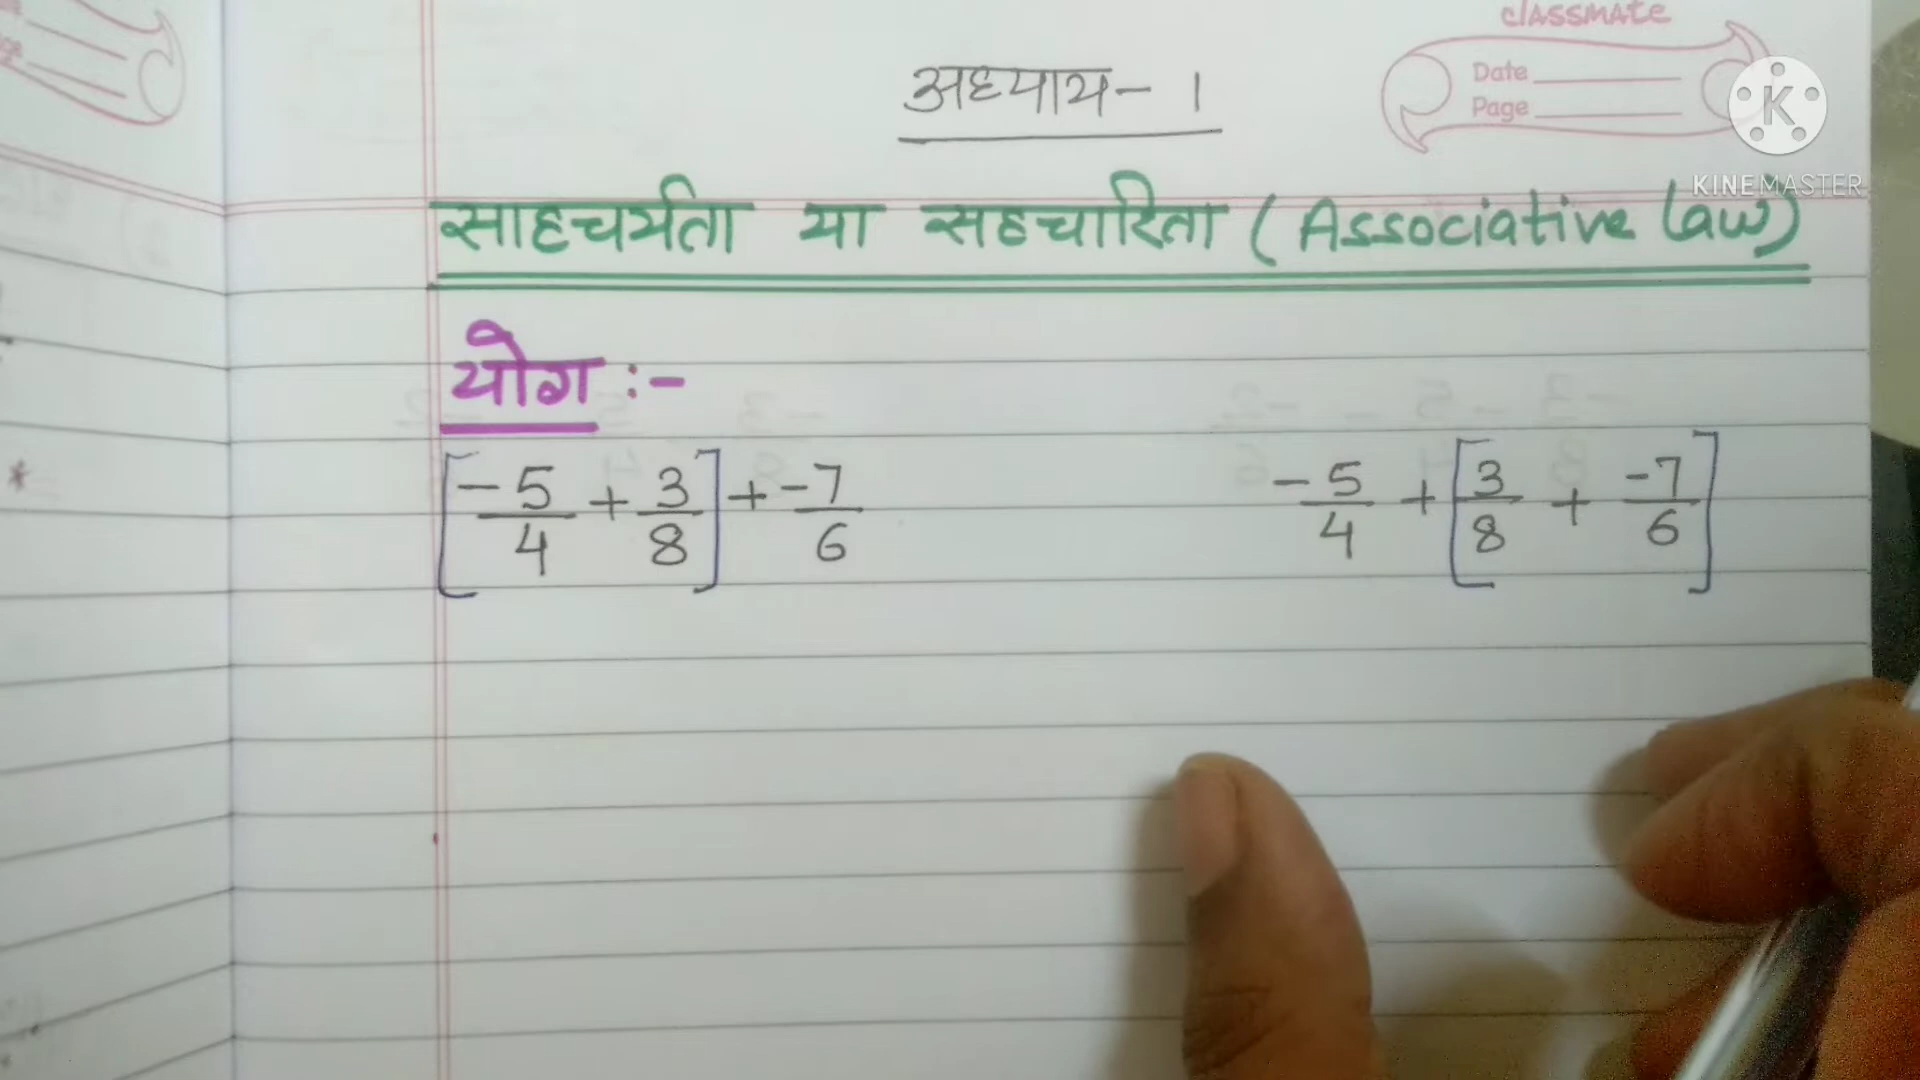 classmate
अध्याय- 1
Date
Page
K
KINEMASTER
साहचर्यता या सहचारिता (Associative Law)
योग :-
[-5/4 + 3/8] + -7/6
-5/4 + [3/8 + -7/6]